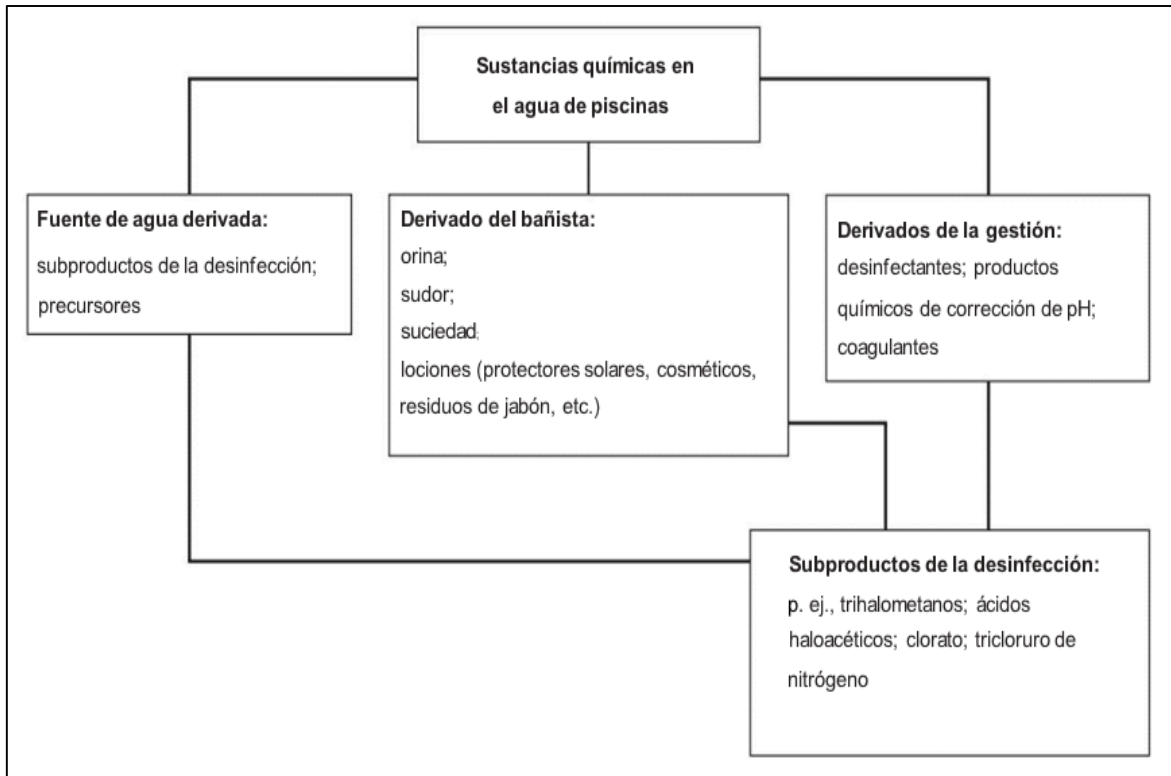 Sustancias químicas en
el agua de piscinas
Fuente de agua derivada:
subproductos de la desinfección;
precursores
Derivado del bañista:
orina;
sudor;
suciedad;
lociones (protectores solares, cosméticos,
residuos de jabón, etc.)
Derivados de la gestión:
desinfectantes; productos
químicos de corrección de pH;
coagulantes
Subproductos de la desinfección:
p. ej., trihalometanos; ácidos
haloacéticos; clorato; tricloruro de
nitrógeno